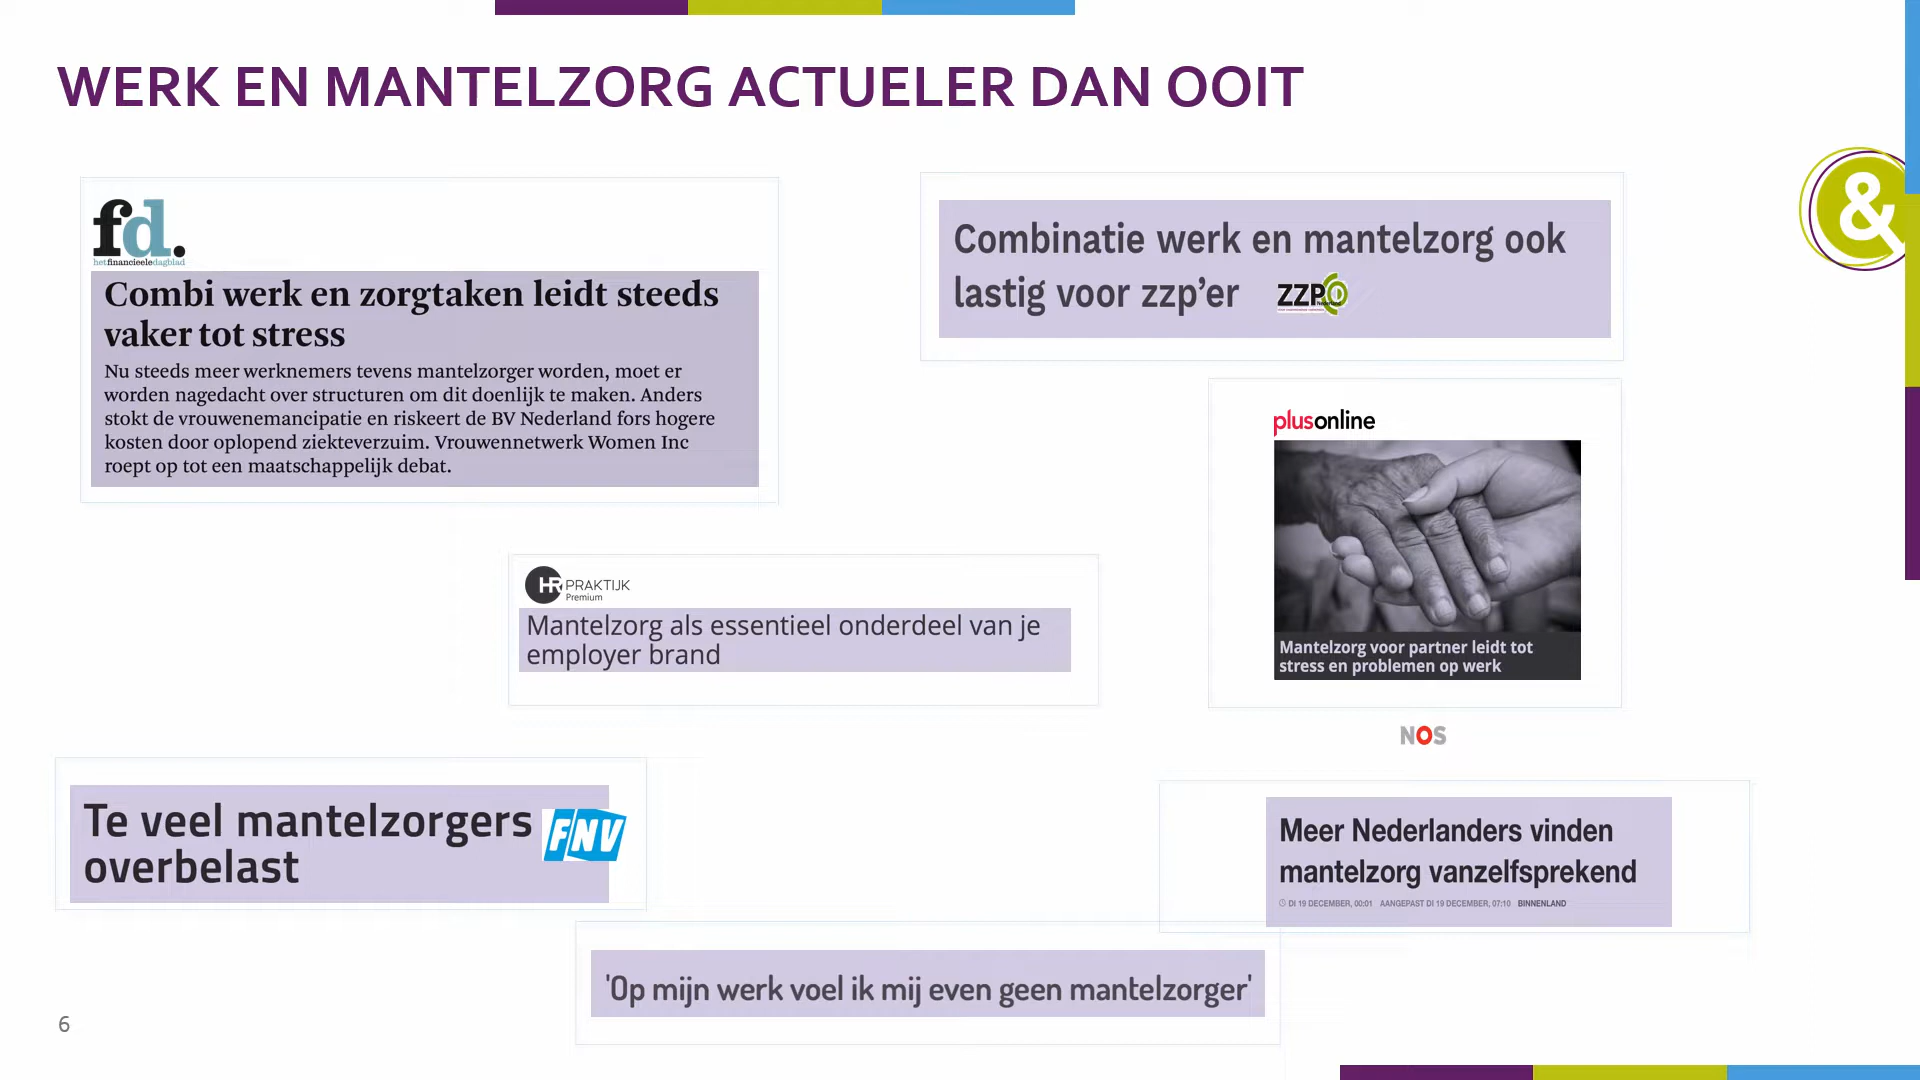 WERK EN MANTELZORG ACTUELER DAN OOIT
fd.
hetfinancieeledagblad
Combi werk en zorgtaken leidt steeds
vaker tot stress
Nu steeds meer werknemers tevens mantelzorger worden, moet er
worden nagedacht over structuren om dit doenlijk te maken. Anders
stokt de vrouwenemancipatie en riskeert de BV Nederland fors hogere
kosten door oplopend ziekteverzuim. Vrouwennetwerk Women Inc
roept op tot een maatschappelijk debat.
Combinatie werk en mantelzorg ook
lastig voor zzp’er
ZZP
&
plusonline
Mantelzorg voor partner leidt tot
stress en problemen op werk
HR PRAKTIJK
Premium
Mantelzorg als essentieel onderdeel van je
employer brand
NOS
Meer Nederlanders vinden
mantelzorg vanzelfsprekend
DI 19 DECEMBER, 00:01 AANGEPAST DI 19 DECEMBER, 07:10 BINNENLAND
Te veel mantelzorgers
overbelast
FNV
'Op mijn werk voel ik mij even geen mantelzorger'
6